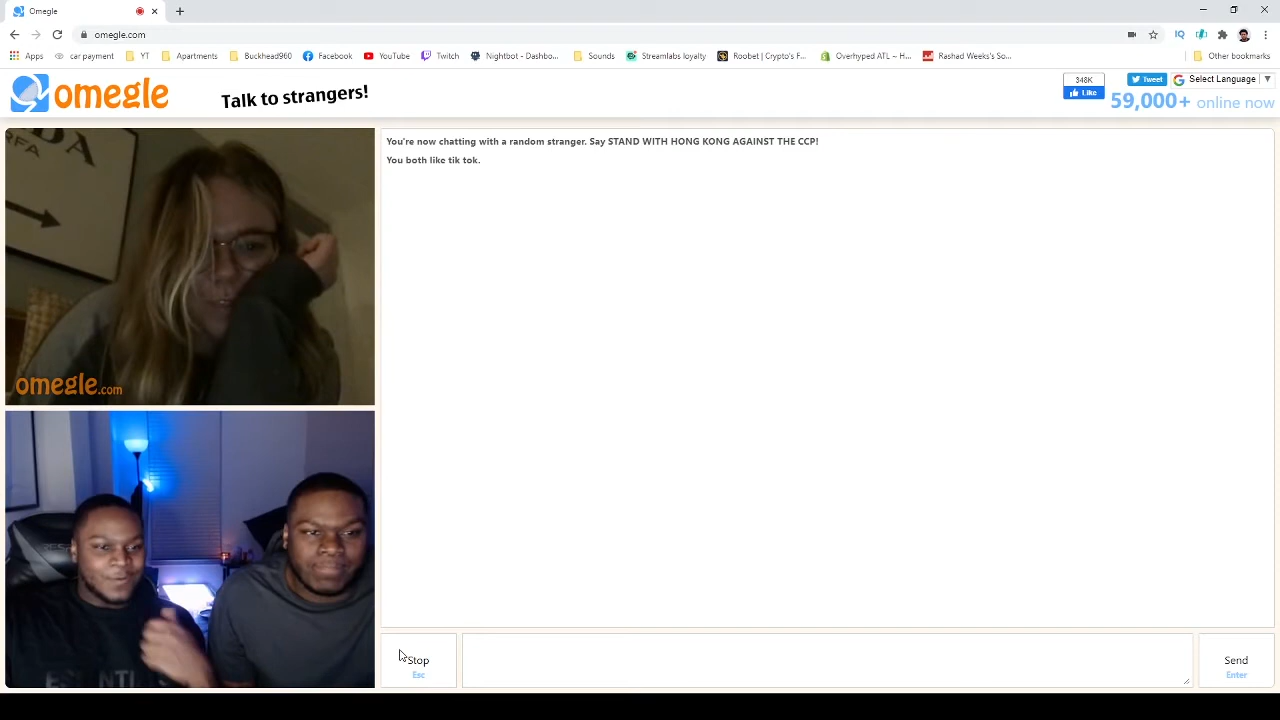 Omegle
omegle.com
Apps
car payment
YT
Apartments
Buckhead960
Facebook
YouTube
Twitch
Nightbot - Dashbo...
Sounds
Streamlabs loyalty
Roobet | Crypto's F...
Overhyped ATL ~ H...
Rashad Weeks's So...
Other bookmarks
omegle
Talk to strangers!
348K
Like
Tweet
Select Language
59,000+ online now
You're now chatting with a random stranger. Say STAND WITH HONG KONG AGAINST THE CCP!
You both like tik tok.
omegle.com
Stop
Esc
Send
Enter